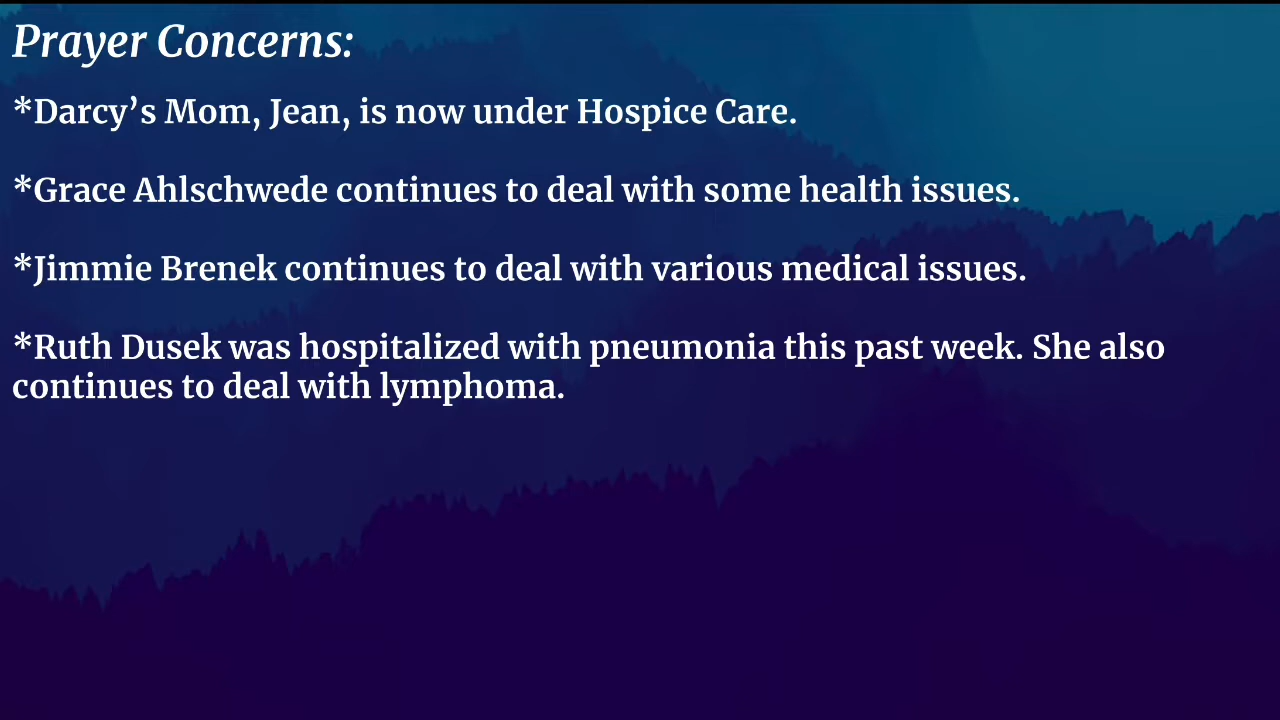 Prayer Concerns:
*Darcy’s Mom, Jean, is now under Hospice Care.
*Grace Ahlschwede continues to deal with some health issues.
*Jimmie Brenek continues to deal with various medical issues.
*Ruth Dusek was hospitalized with pneumonia this past week. She also
continues to deal with lymphoma.